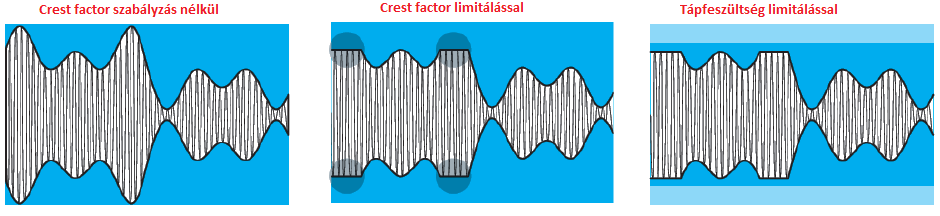 Crest factor szabályzás nélkül
Crest factor limitálással
Tápfeszültség limitálással